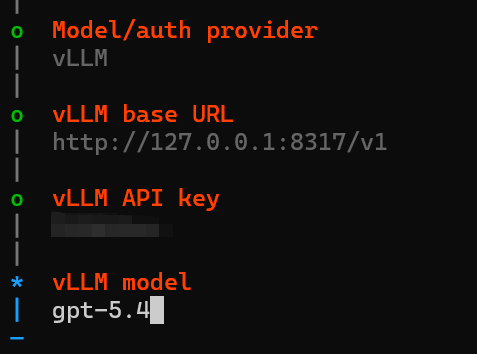 Model/auth provider
vLLM
vLLM base URL
http://127.0.0.1:8317/v1
vLLM API key
vLLM model
gpt-5.4